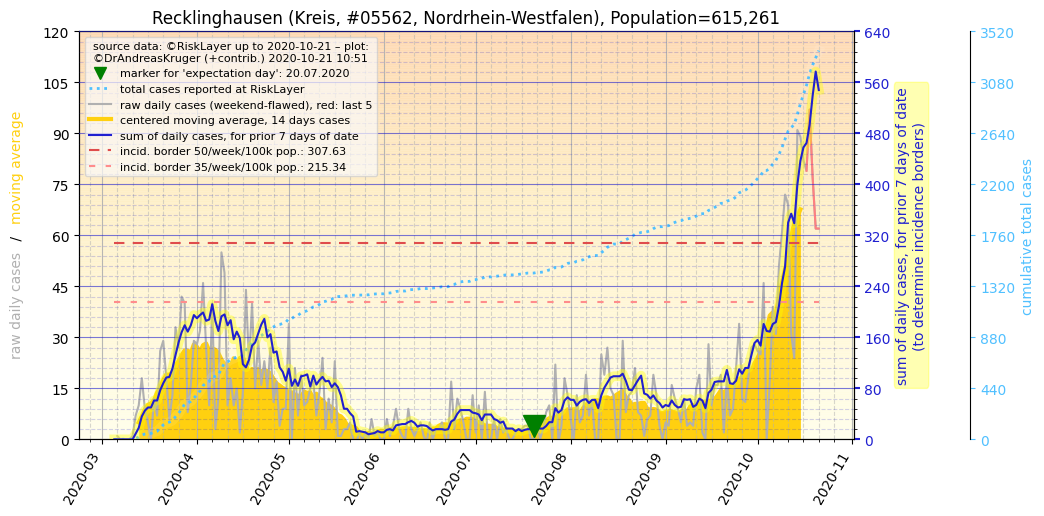 Recklinghausen (Kreis, #05562, Nordrhein-Westfalen), Population=615,261
source data: ©RiskLayer up to 2020-10-21 – plot:
©DrAndreasKruger (+contrib.) 2020-10-21 10:51
marker for 'expectation day': 20.07.2020
total cases reported at RiskLayer
raw daily cases (weekend-flawed), red: last 5
centered moving average, 14 days cases
sum of daily cases, for prior 7 days of date
incid. border 50/week/100k pop.: 307.63
incid. border 35/week/100k pop.: 215.34
raw daily cases / moving average
120
105
90
75
60
45
30
15
0
640
560
480
400
320
240
160
80
0
sum of daily cases, for prior 7 days of date
(to determine incidence borders)
3520
3080
2640
2200
1760
1320
880
440
0
cumulative total cases
2020-03
2020-04
2020-05
2020-06
2020-07
2020-08
2020-09
2020-10
2020-11